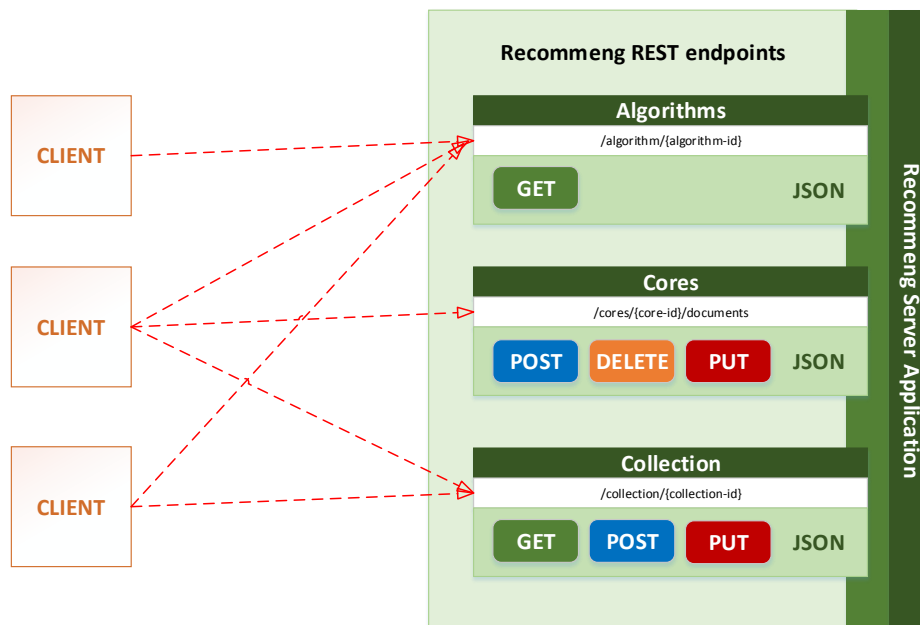 Recommeng REST endpoints
CLIENT
Algorithms
/algorithm/{algorithm-id}
GET
JSON
CLIENT
Cores
/cores/{core-id}/documents
POST
DELETE
PUT
JSON
CLIENT
Collection
/collection/{collection-id}
GET
POST
PUT
JSON
Recommeng Server Application